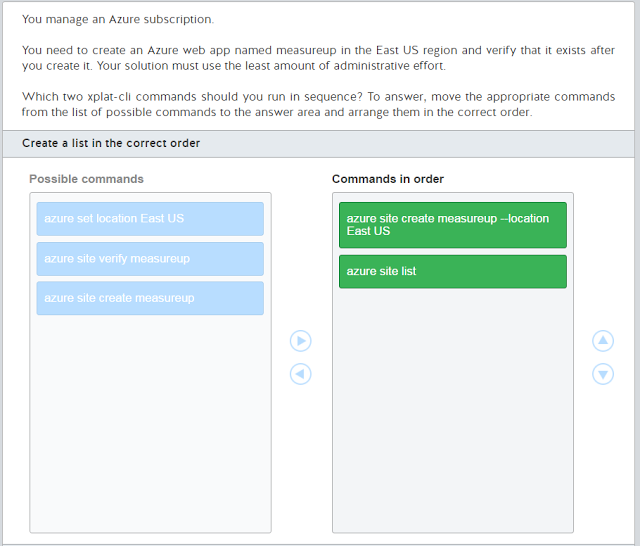 You manage an Azure subscription.
You need to create an Azure web app named measureup in the East US region and verify that it exists after
you create it. Your solution must use the least amount of administrative effort.
Which two xplat-cli commands should you run in sequence? To answer, move the appropriate commands
from the list of possible commands to the answer area and arrange them in the correct order.
Create a list in the correct order
Possible commands
azure set location East US
azure site verify measureup
azure site create measureup
Commands in order
azure site create measureup --location
East US
azure site list